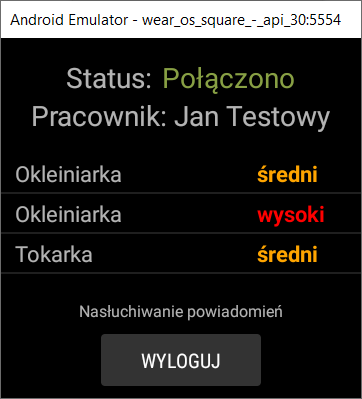 Android Emulator - wear_os_square_-_api_30:5554
Status: Połączono
Pracownik: Jan Testowy
Okleiniarka średni
Okleiniarka wysoki
Tokarka średni
Nasłuchiwanie powiadomień
WYLOGUJ